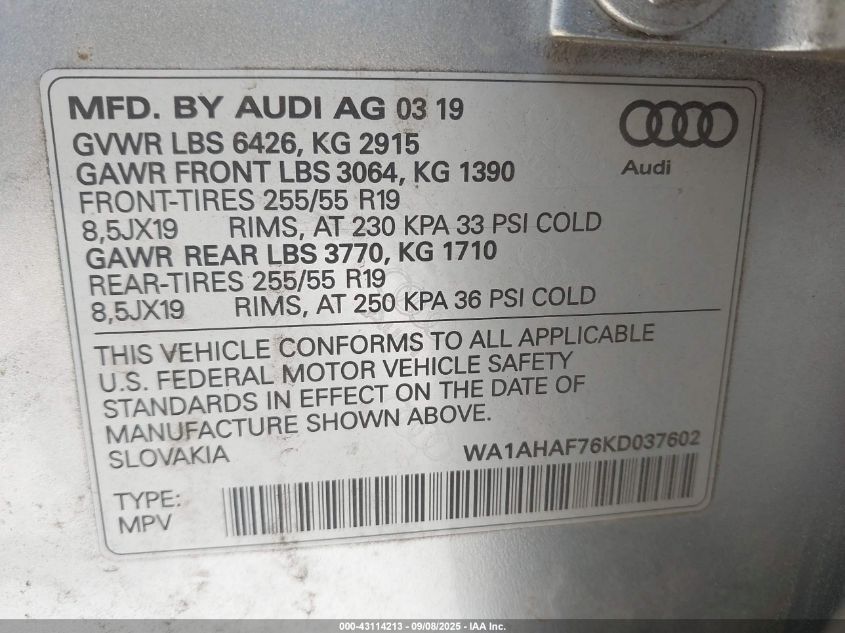 MFD. BY AUDI AG 03 19
GVWR LBS 6426, KG 2915
GAWR FRONT LBS 3064, KG 1390
FRONT-TIRES 255/55 R19
8,5JX19 RIMS, AT 230 KPA 33 PSI COLD
GAWR REAR LBS 3770, KG 1710
REAR-TIRES 255/55 R19
8,5JX19 RIMS, AT 250 KPA 36 PSI COLD
Audi
THIS VEHICLE CONFORMS TO ALL APPLICABLE
U.S. FEDERAL MOTOR VEHICLE SAFETY
STANDARDS IN EFFECT ON THE DATE OF
MANUFACTURE SHOWN ABOVE.
SLOVAKIA WA1AHAF76KD037602
TYPE:
MPV
000-43114213 - 09/08/2025 - IAA Inc.